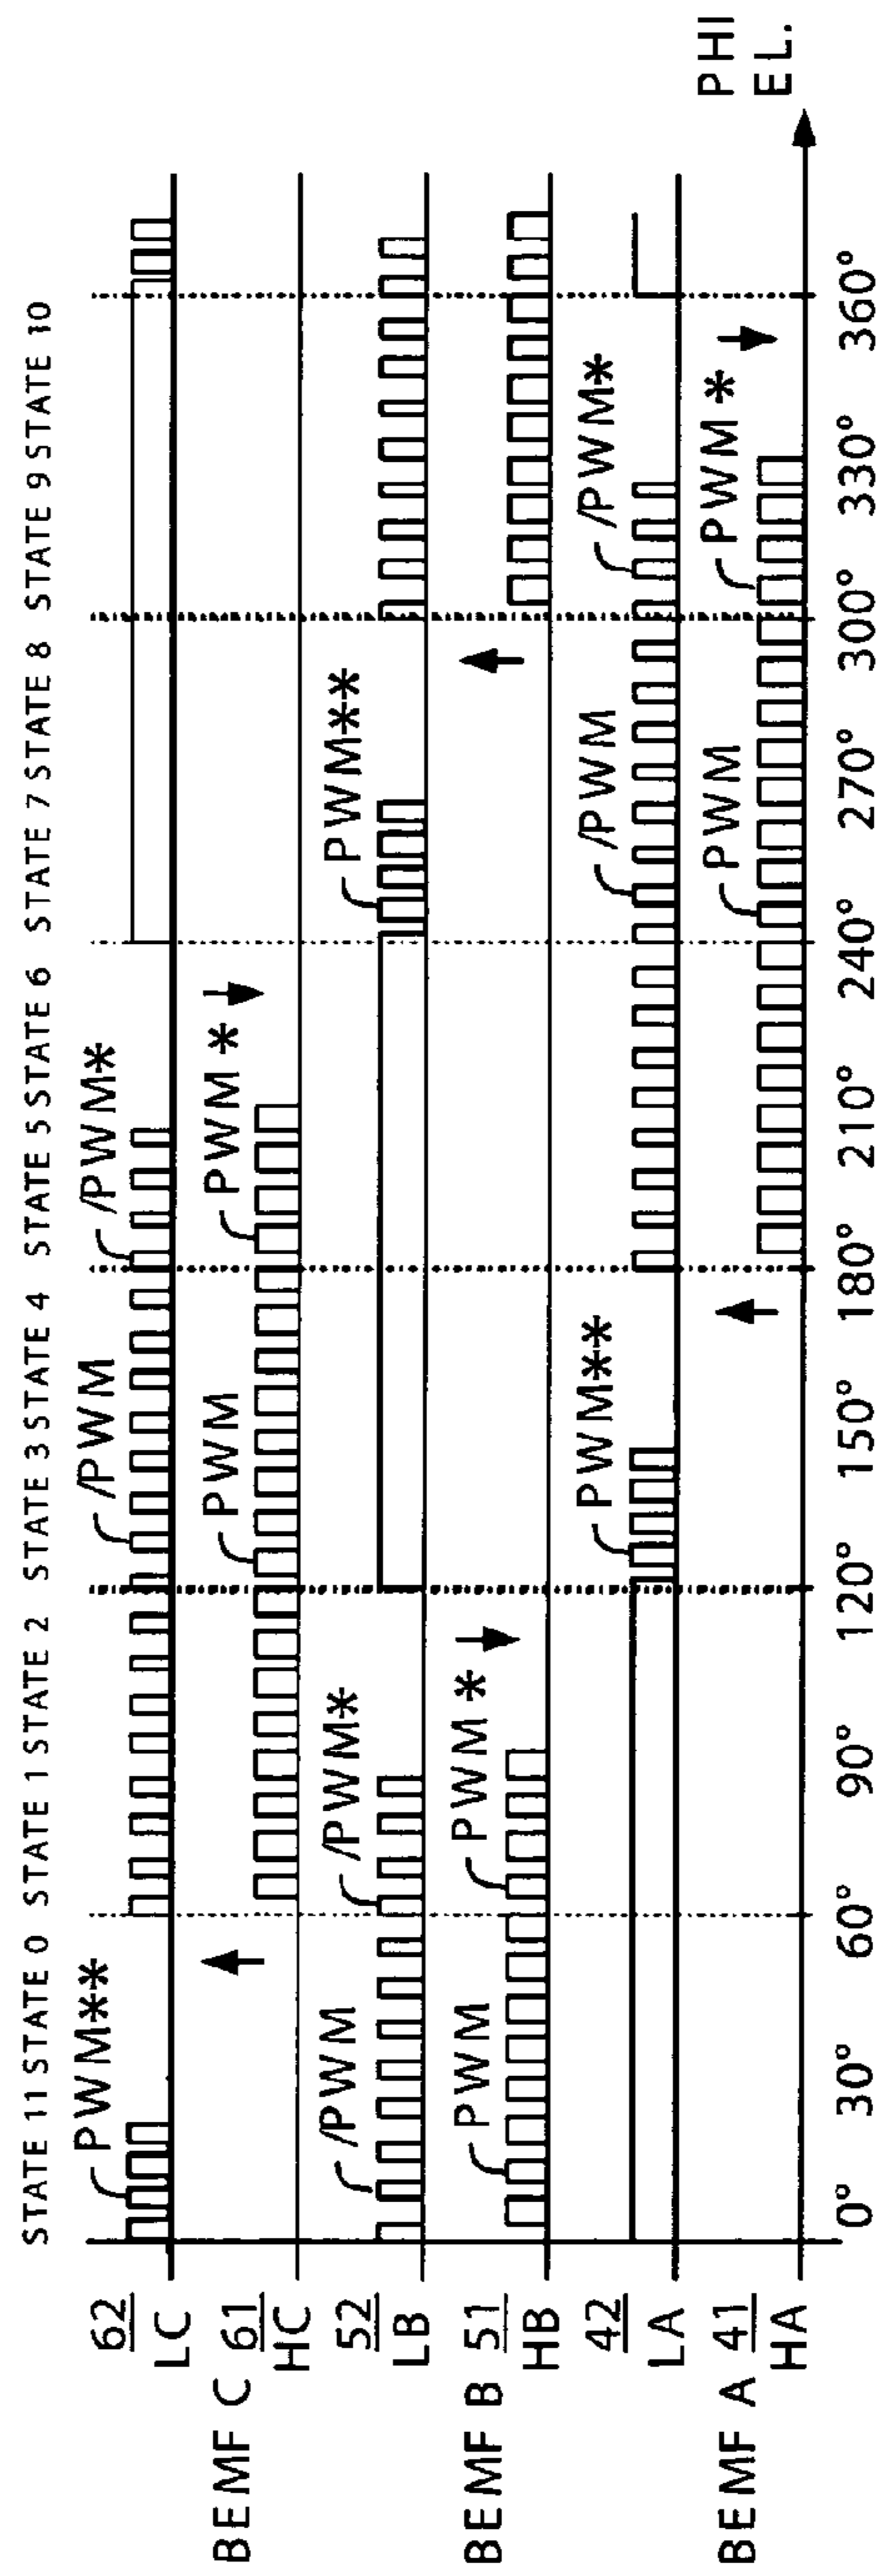 STATE 11 STATE 0 STATE 1 STATE 2 STATE 3 STATE 4 STATE 5 STATE 6 STATE 7 STATE 8 STATE 9 STATE 10
PWM** /PWM /PWM*
62
LC
BEMF C
PWM PWM *
61
HC
/PWM /PWM* PWM**
52
LB
BEMF B
PWM PWM *
51
HB
PWM** /PWM /PWM*
42
LA
BEMF A
PWM PWM *
41
HA
PHI
EL.
0° 30° 60° 90° 120° 150° 180° 210° 240° 270° 300° 330° 360°